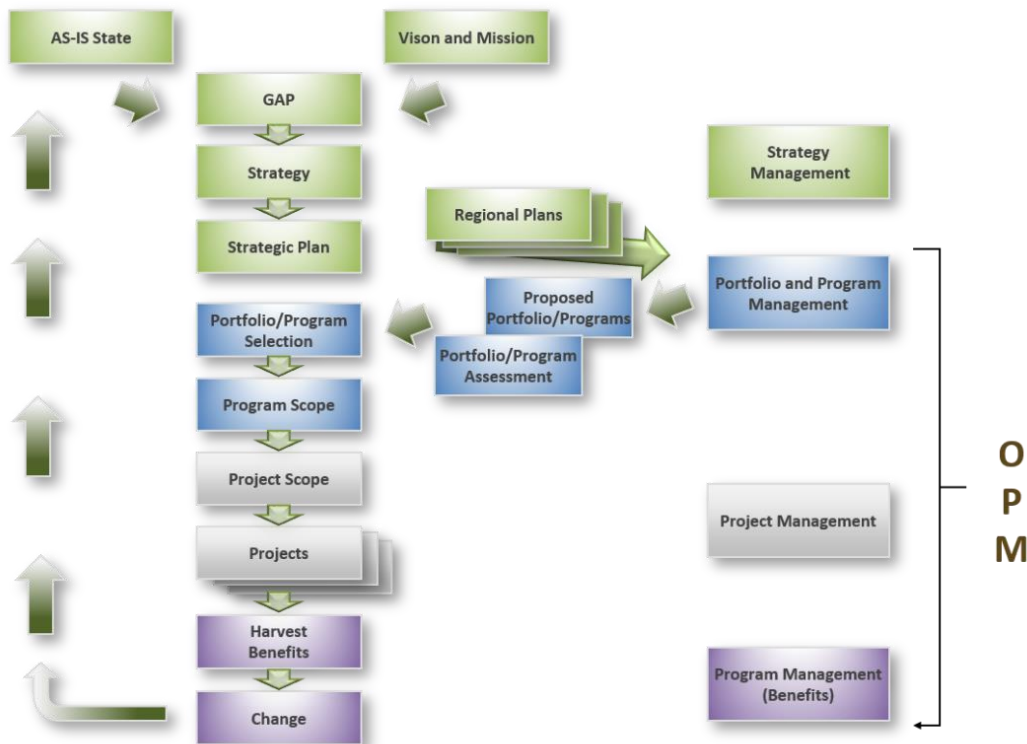 AS-IS State
Vison and Mission
GAP
Strategy
Strategic Plan
Regional Plans
Proposed
Portfolio/Programs
Portfolio/Program
Assessment
Portfolio/Program
Selection
Program Scope
Project Scope
Projects
Harvest
Benefits
Change
Strategy
Management
Portfolio and Program
Management
Project Management
Program Management
(Benefits)
O
P
M